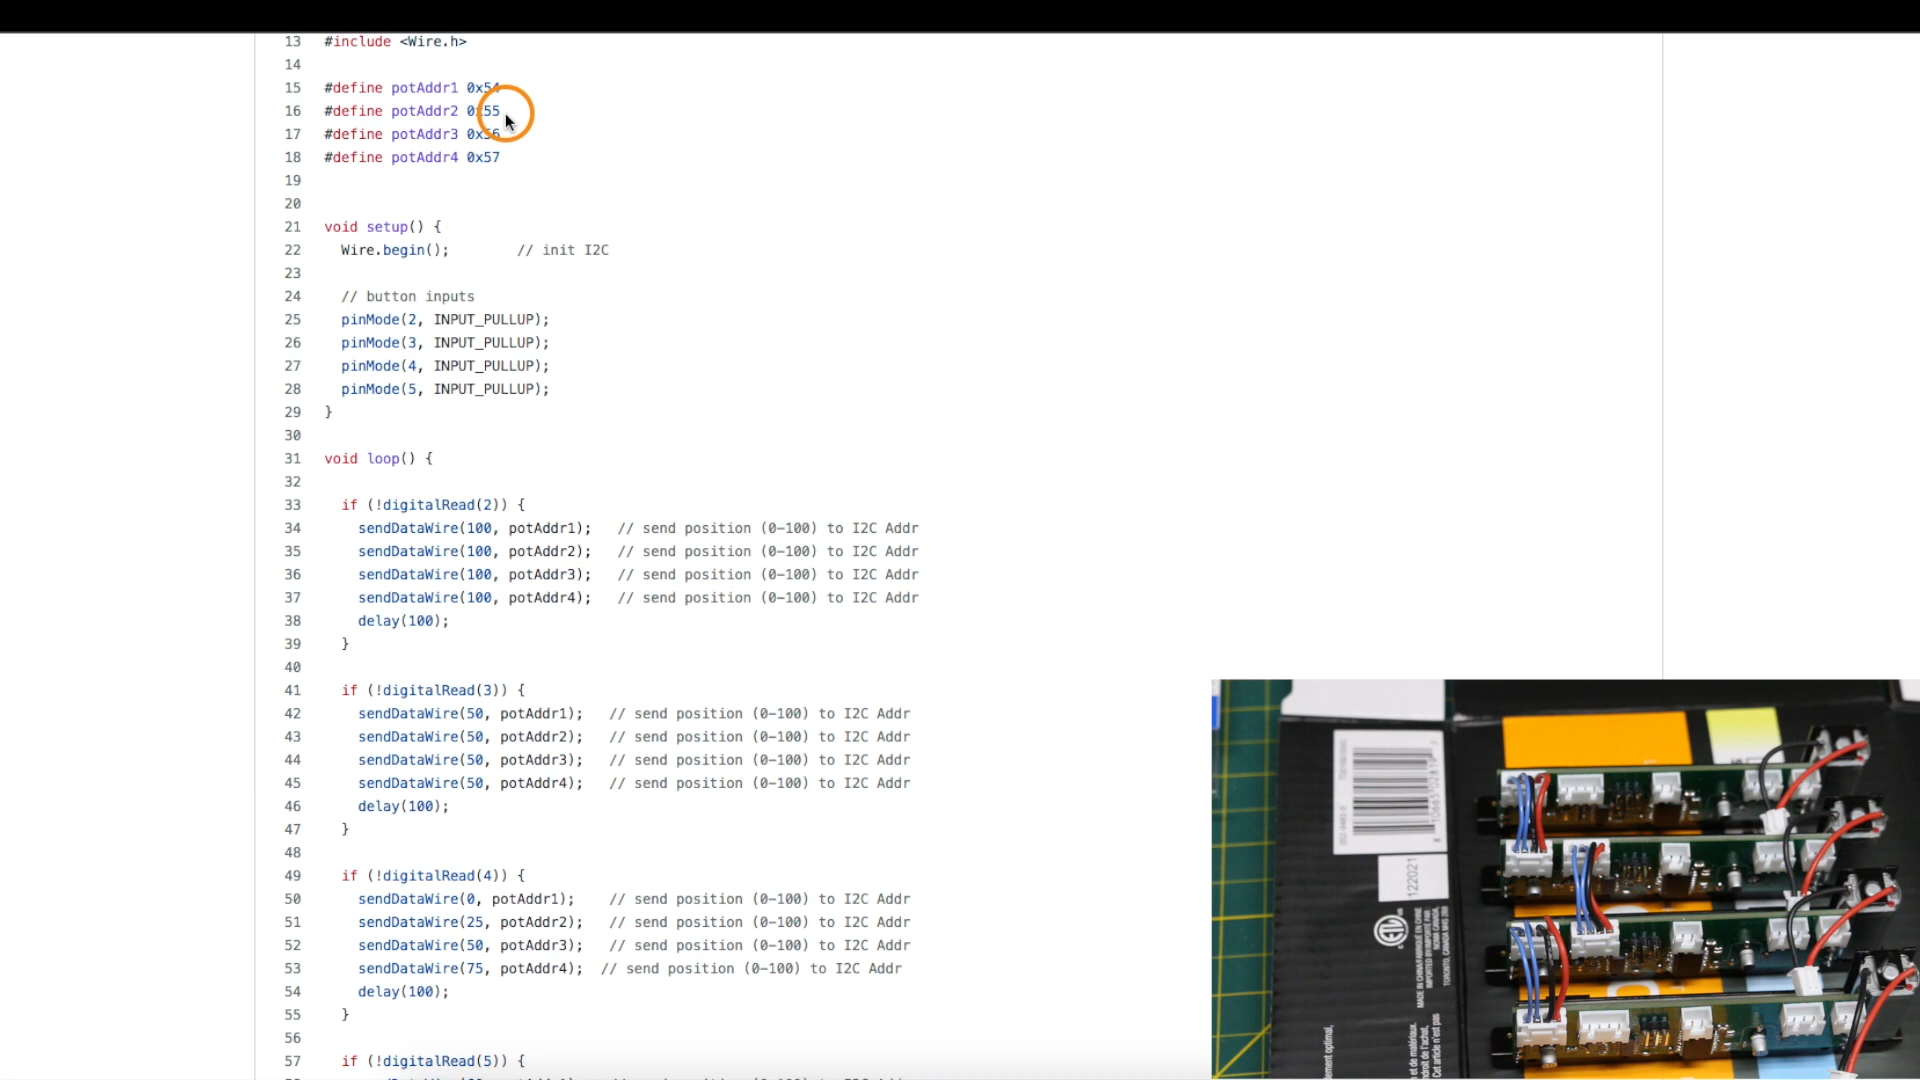 13 #include <Wire.h>
14
15 #define potAddr1 0x54
16 #define potAddr2 0x55
17 #define potAddr3 0x56
18 #define potAddr4 0x57
19
20
21 void setup() {
22 Wire.begin(); // init I2C
23
24 // button inputs
25 pinMode(2, INPUT_PULLUP);
26 pinMode(3, INPUT_PULLUP);
27 pinMode(4, INPUT_PULLUP);
28 pinMode(5, INPUT_PULLUP);
29 }
30
31 void loop() {
32
33 if (!digitalRead(2)) {
34 sendDataWire(100, potAddr1); // send position (0-100) to I2C Addr
35 sendDataWire(100, potAddr2); // send position (0-100) to I2C Addr
36 sendDataWire(100, potAddr3); // send position (0-100) to I2C Addr
37 sendDataWire(100, potAddr4); // send position (0-100) to I2C Addr
38 delay(100);
39 }
40
41 if (!digitalRead(3)) {
42 sendDataWire(50, potAddr1); // send position (0-100) to I2C Addr
43 sendDataWire(50, potAddr2); // send position (0-100) to I2C Addr
44 sendDataWire(50, potAddr3); // send position (0-100) to I2C Addr
45 sendDataWire(50, potAddr4); // send position (0-100) to I2C Addr
46 delay(100);
47 }
48
49 if (!digitalRead(4)) {
50 sendDataWire(0, potAddr1); // send position (0-100) to I2C Addr
51 sendDataWire(25, potAddr2); // send position (0-100) to I2C Addr
52 sendDataWire(50, potAddr3); // send position (0-100) to I2C Addr
53 sendDataWire(75, potAddr4); // send position (0-100) to I2C Addr
54 delay(100);
55 }
56
57 if (!digitalRead(5)) {
122021